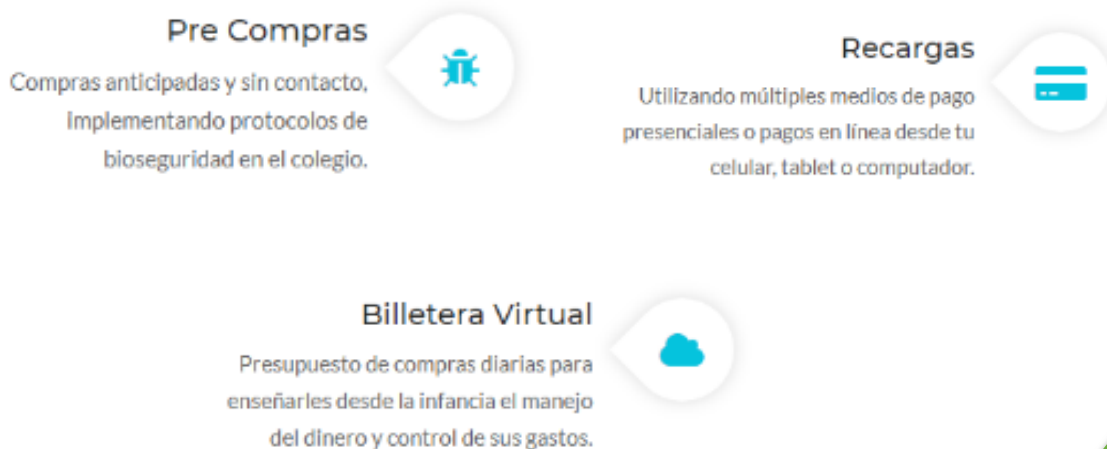 Pre Compras
Compras anticipadas y sin contacto,
implementando protocolos de
bioseguridad en el colegio.
Recargas
Utilizando múltiples medios de pago
presenciales o pagos en línea desde tu
celular, tablet o computador.
Billetera Virtual
Presupuesto de compras diarias para
enseñarles desde la infancia el manejo
del dinero y control de sus gastos.